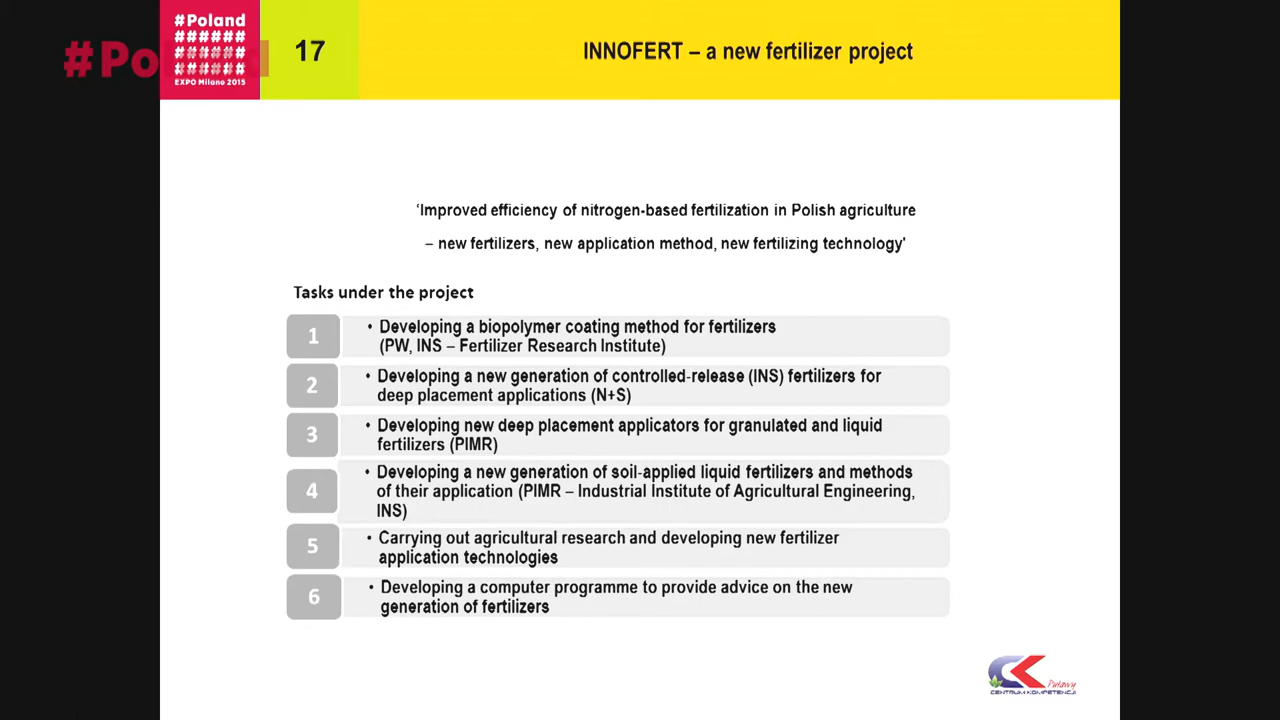 #Poland
######
######
######
EXPO Milano 2015
#Po
17
INNOFERT – a new fertilizer project
‘Improved efficiency of nitrogen-based fertilization in Polish agriculture
– new fertilizers, new application method, new fertilizing technology’
Tasks under the project
1
• Developing a biopolymer coating method for fertilizers
(PW, INS – Fertilizer Research Institute)
2
• Developing a new generation of controlled-release (INS) fertilizers for
deep placement applications (N+S)
3
• Developing new deep placement applicators for granulated and liquid
fertilizers (PIMR)
4
• Developing a new generation of soil-applied liquid fertilizers and methods
of their application (PIMR – Industrial Institute of Agricultural Engineering,
INS)
5
• Carrying out agricultural research and developing new fertilizer
application technologies
6
• Developing a computer programme to provide advice on the new
generation of fertilizers
Puławy
CENTRUM KOMPETENCJI